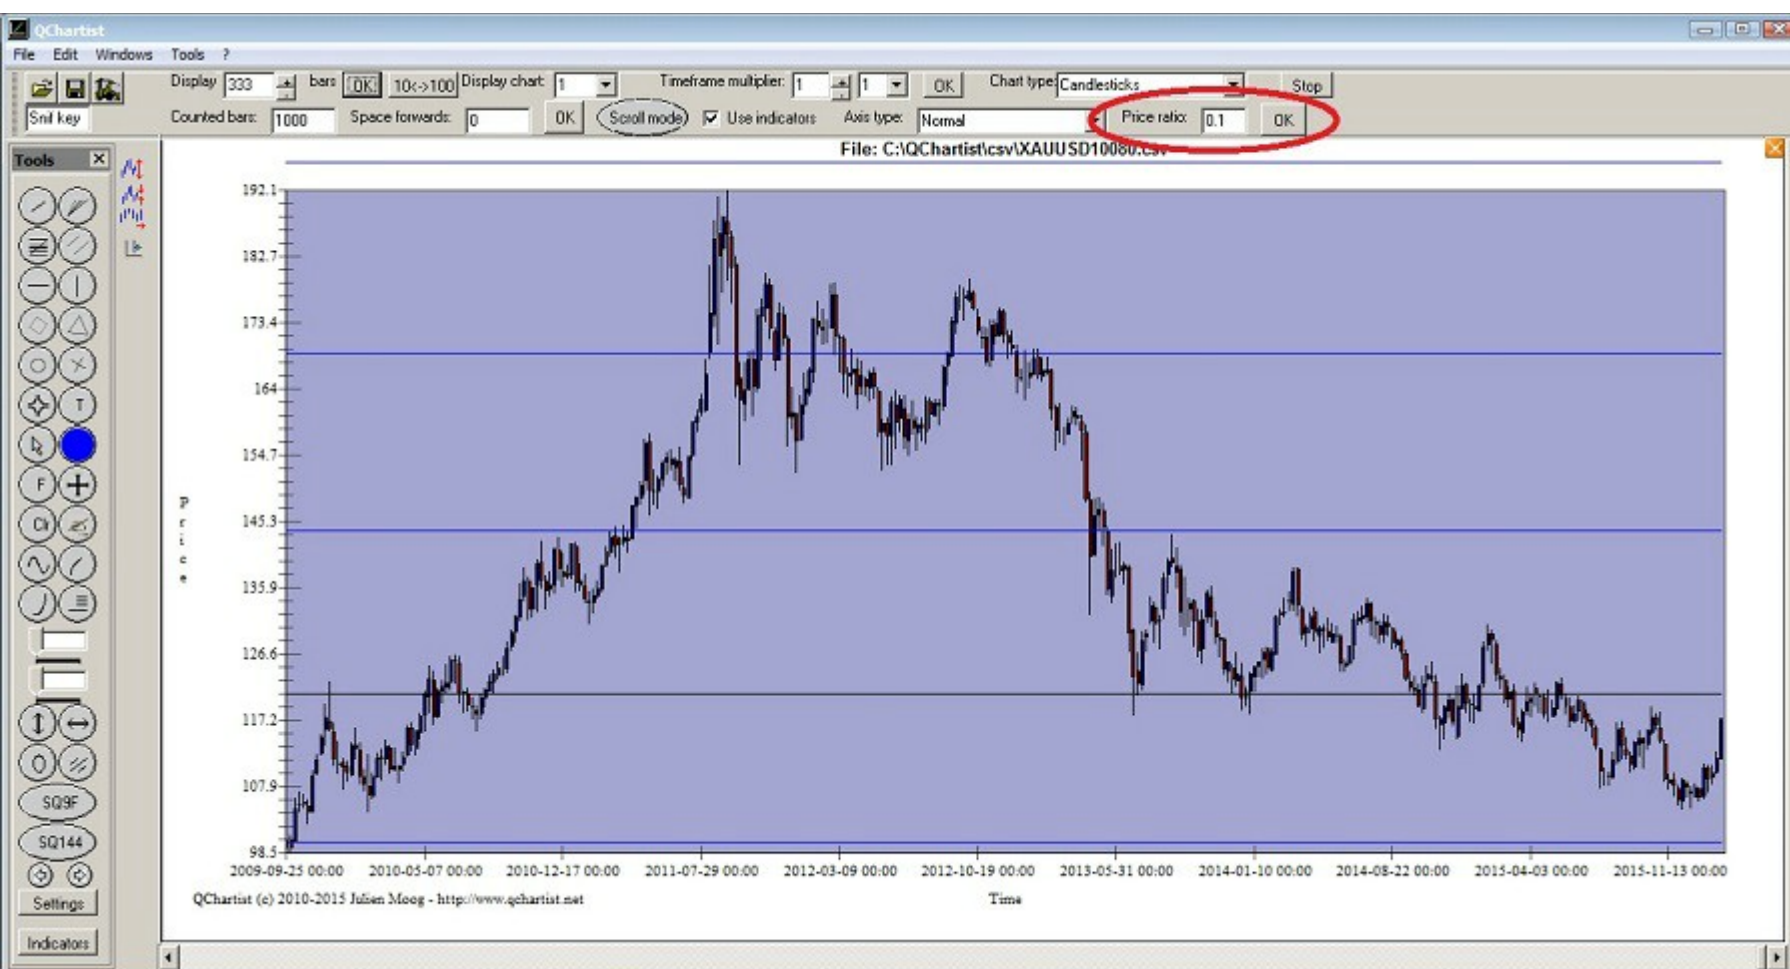 QChartist
File Edit Windows Tools ?
Display 333 bars OK 10<->100 Display chart: 1 Timeframe multiplier: 1 1 OK Chart type: Candlesticks Stop
Snif key Counted bars: 1000 Space forwards: 0 OK Scroll mode Use indicators Axis type: Normal Price ratio: 0.1 OK
Tools
File: C:\QChartist\csv\XAUUSD10080.csv
192.1
182.7
173.4
164
154.7
145.3
135.9
126.6
117.2
107.9
98.5
Price
T
F
Clr
SQ9F
SQ144
Settings
Indicators
2009-09-25 00:00 2010-05-07 00:00 2010-12-17 00:00 2011-07-29 00:00 2012-03-09 00:00 2012-10-19 00:00 2013-05-31 00:00 2014-01-10 00:00 2014-08-22 00:00 2015-04-03 00:00 2015-11-13 00:00
QChartist (c) 2010-2015 Julien Moog - http://www.qchartist.net
Time